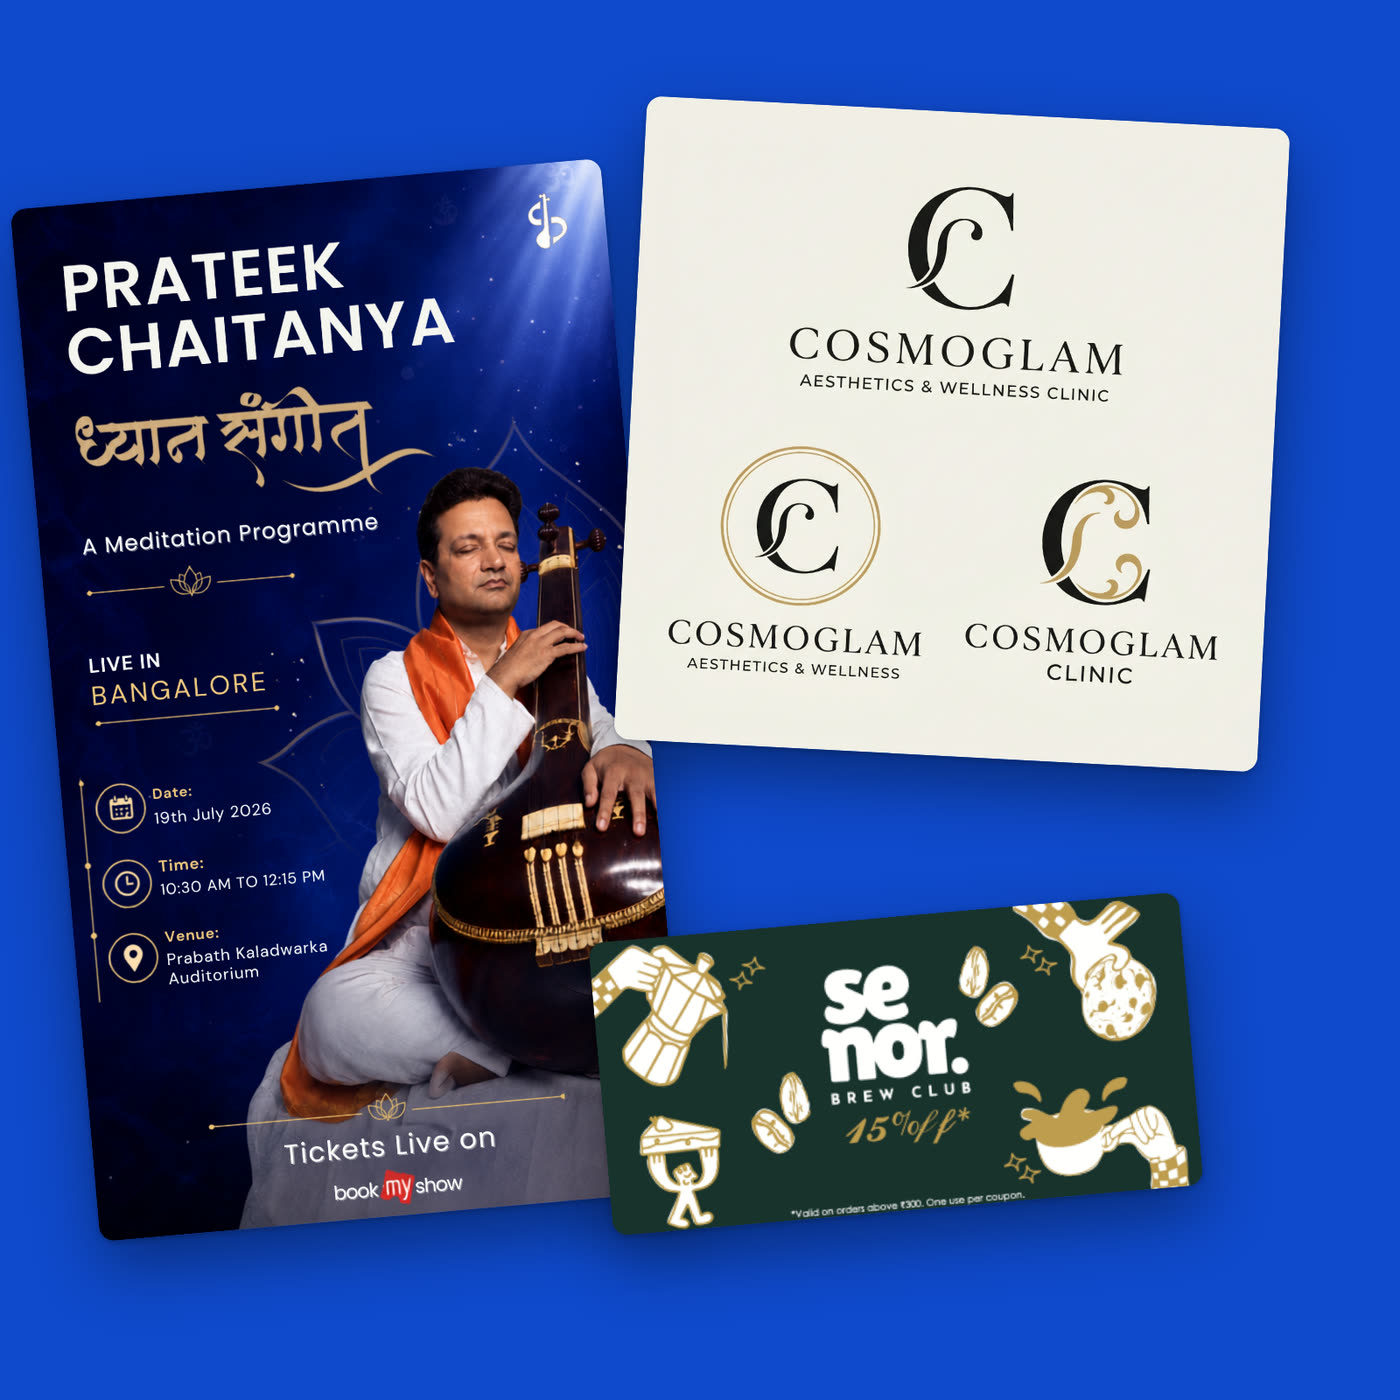 PRATEEK
CHAITANYA
ध्यान संगीत
A Meditation Programme
LIVE IN
BANGALORE
Date:
19th July 2026
Time:
10:30 AM TO 12:15 PM
Venue:
Prabath Kaladwarka
Auditorium
Tickets Live on
book my show
COSMOGLAM
AESTHETICS & WELLNESS CLINIC
COSMOGLAM
AESTHETICS & WELLNESS
COSMOGLAM
CLINIC
se
nor.
BREW CLUB
15%off*
*Valid on orders above ₹300. One use per coupon.